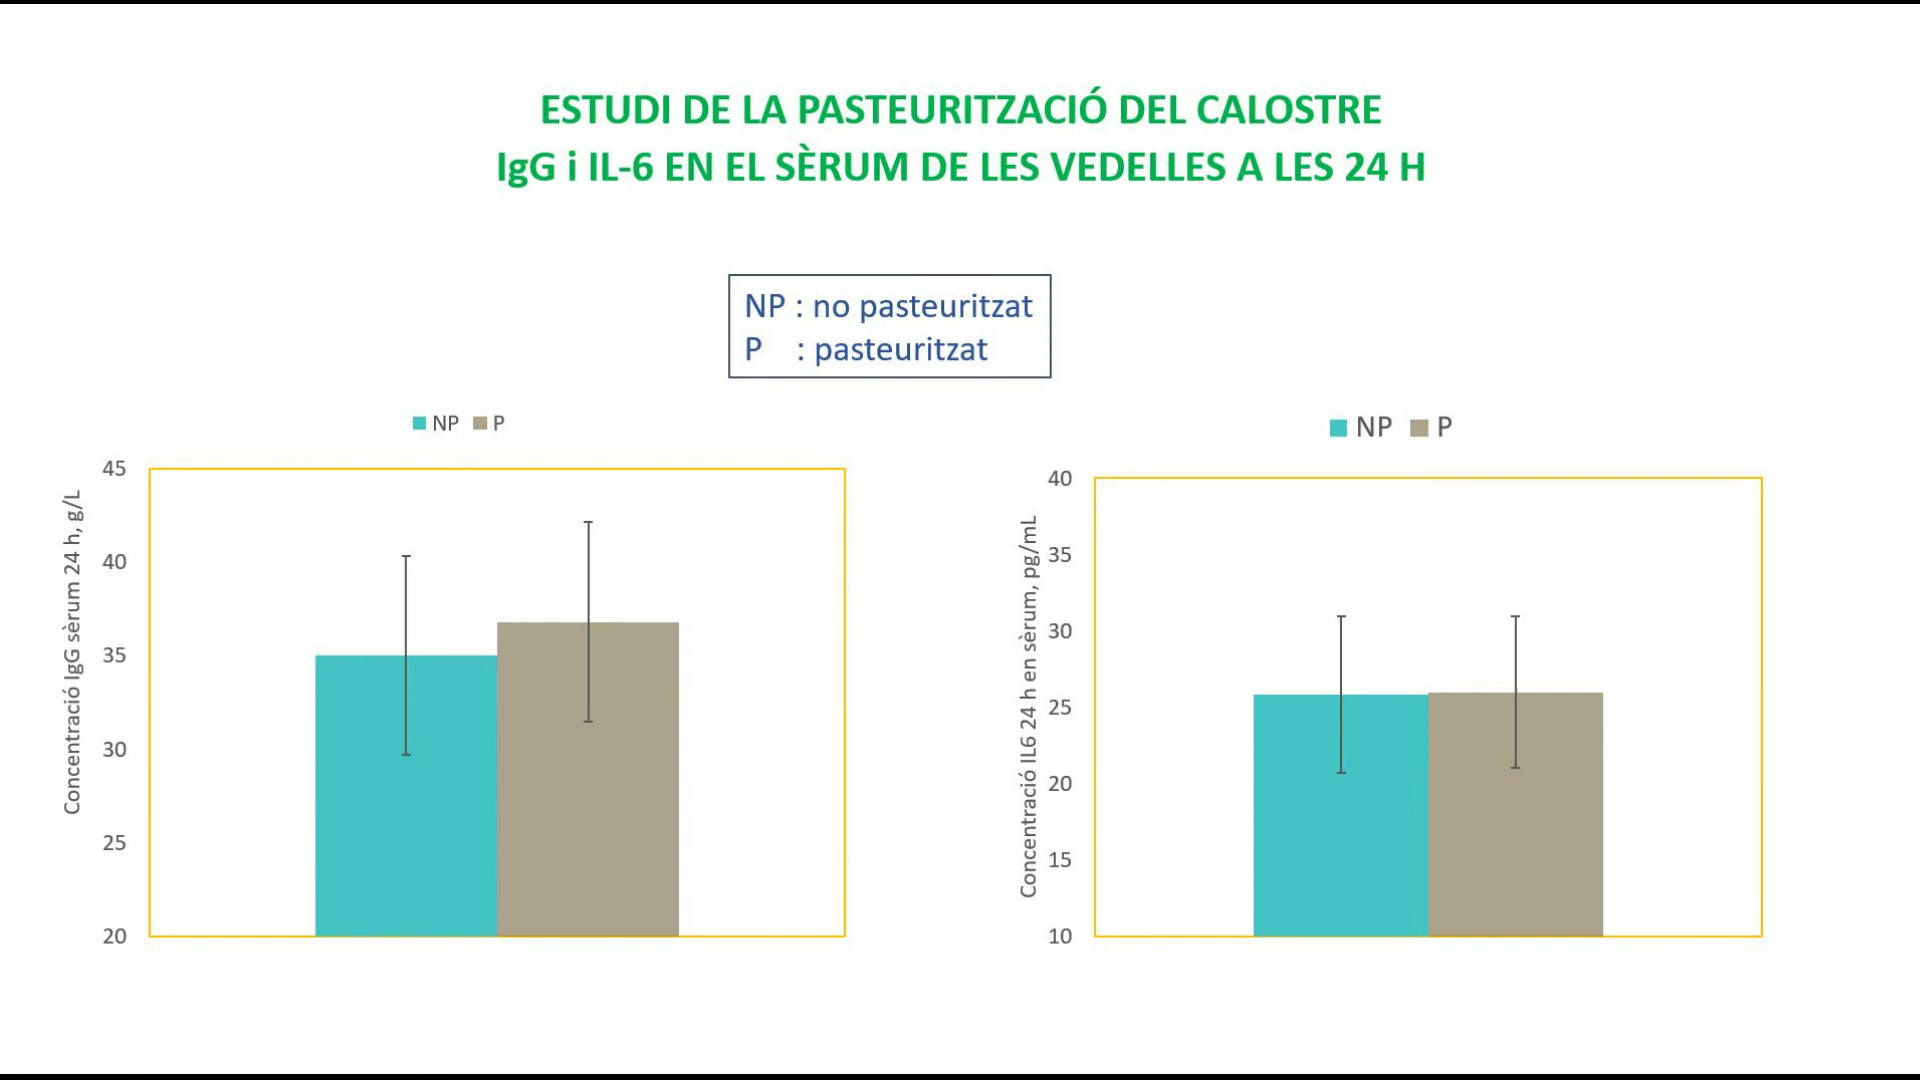 ESTUDI DE LA PASTEURITZACIÓ DEL CALOSTRE
IgG i IL-6 EN EL SÈRUM DE LES VEDELLES A LES 24 H
NP : no pasteuritzat
P : pasteuritzat
NP P
Concentració IgG sèrum 24 h, g/L
45
40
35
30
25
20
NP P
Concentració IL6 24 h en sèrum, pg/mL
40
35
30
25
20
15
10